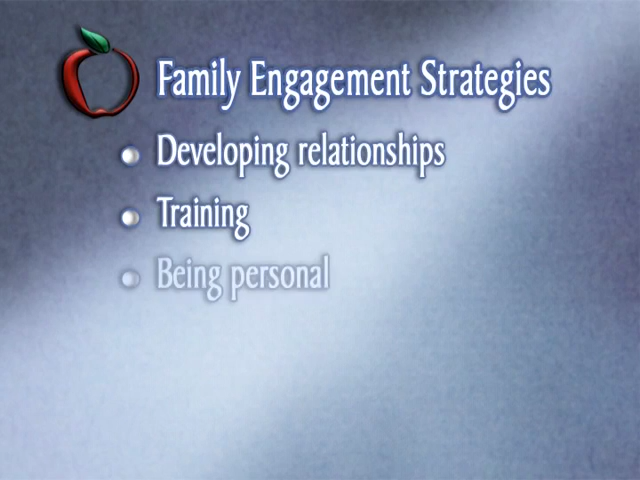 Family Engagement Strategies
Developing relationships
Training
Being personal